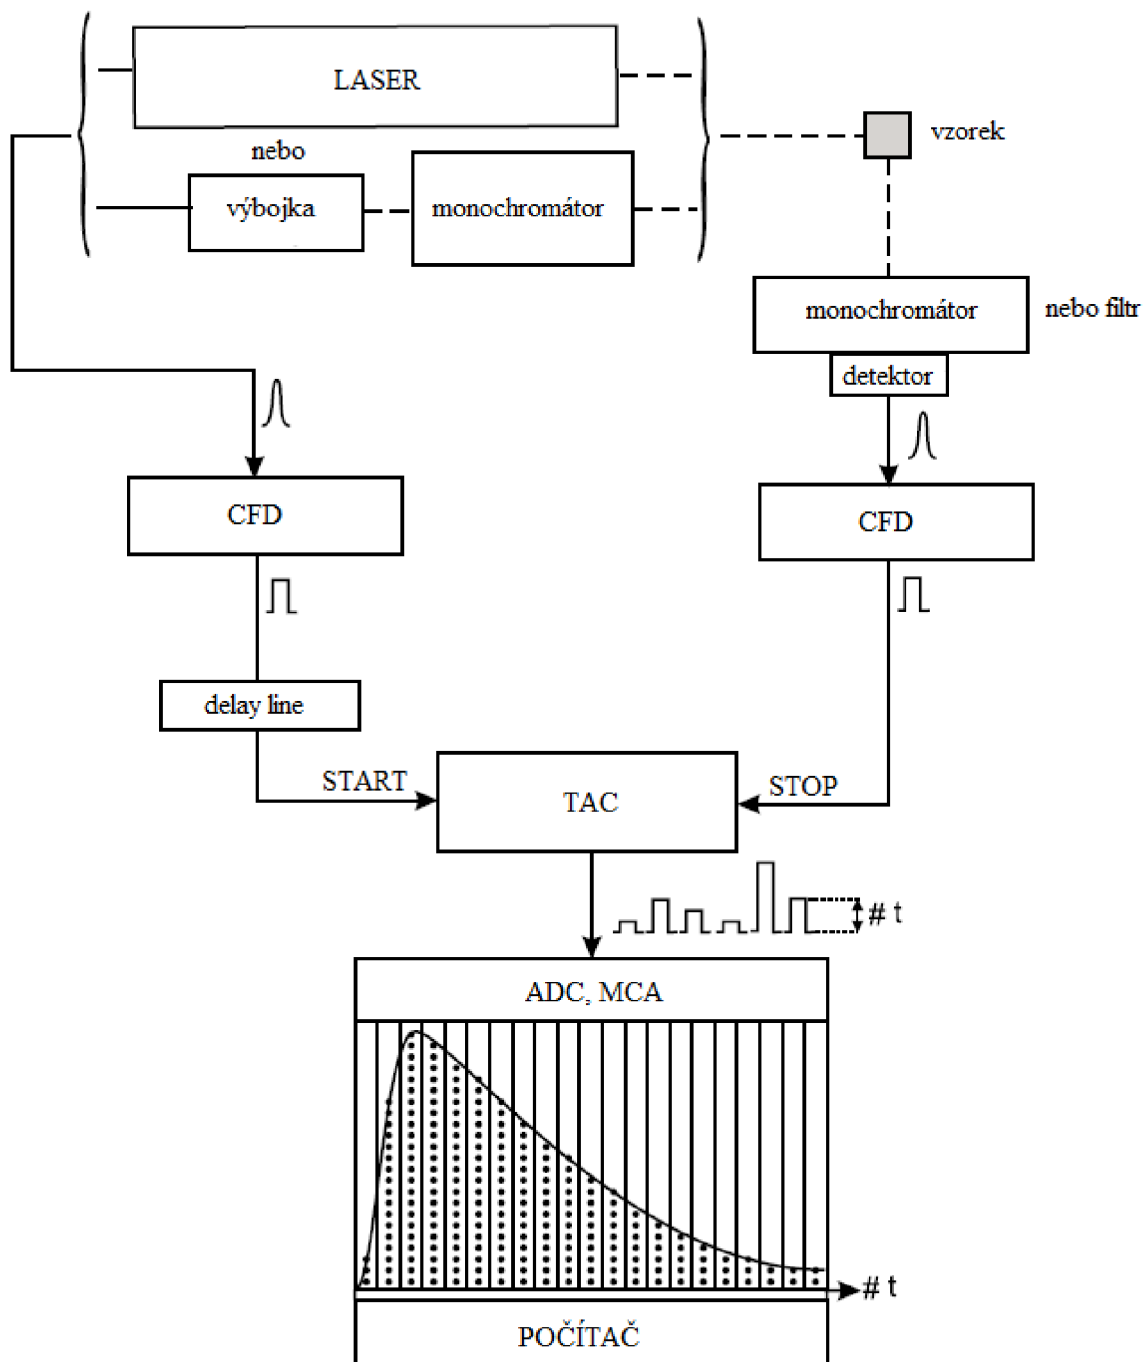 LASER
nebo
výbojka
monochromátor
vzorek
monochromátor
nebo filtr
detektor
CFD
CFD
delay line
START
TAC
STOP
# t
ADC, MCA
# t
POČÍTAČ